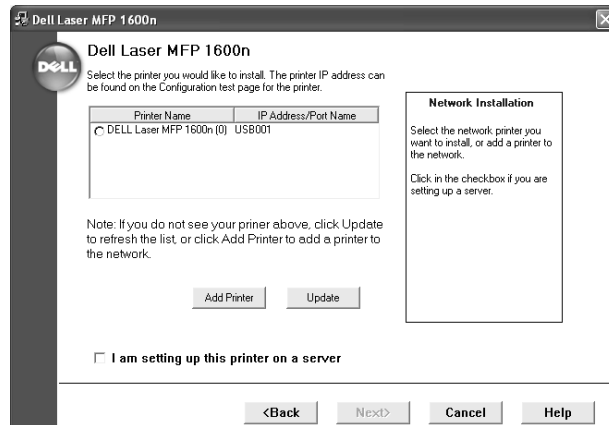 Dell Laser MFP 1600n
DELL
Dell Laser MFP 1600n
Select the printer you would like to install. The printer IP address can
be found on the Configuration test page for the printer.
Printer Name IP Address/Port Name
DELL Laser MFP 1600n (0) USB001
Note: If you do not see your priner above, click Update
to refresh the list, or click Add Printer to add a printer to
the network.
Add Printer Update
I am setting up this printer on a server
Network Installation
Select the network printer you
want to install, or add a printer to
the network.
Click in the checkbox if you are
setting up a server.
<Back Next> Cancel Help